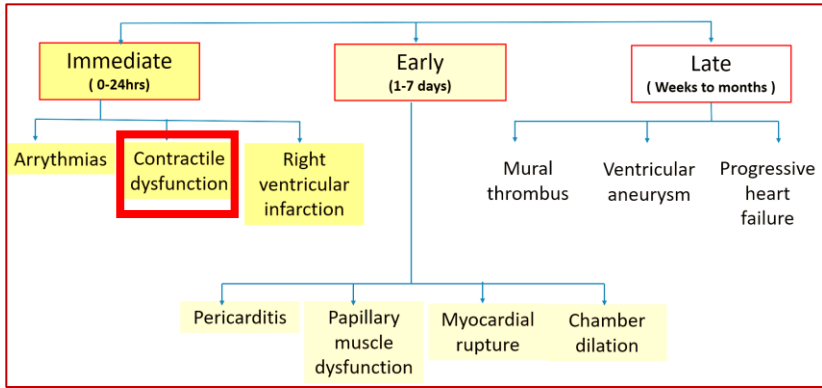 Immediate
( 0-24hrs)
Early
(1-7 days)
Late
( Weeks to months )
Arrythmias
Contractile
dysfunction
Right
ventricular
infarction
Mural
thrombus
Ventricular
aneurysm
Progressive
heart
failure
Pericarditis
Papillary
muscle
dysfunction
Myocardial
rupture
Chamber
dilation